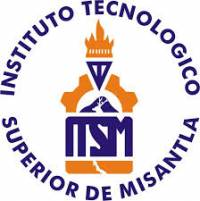 INSTITUTO TECNOLOGICO
ITSM
SUPERIOR DE MISANTLA